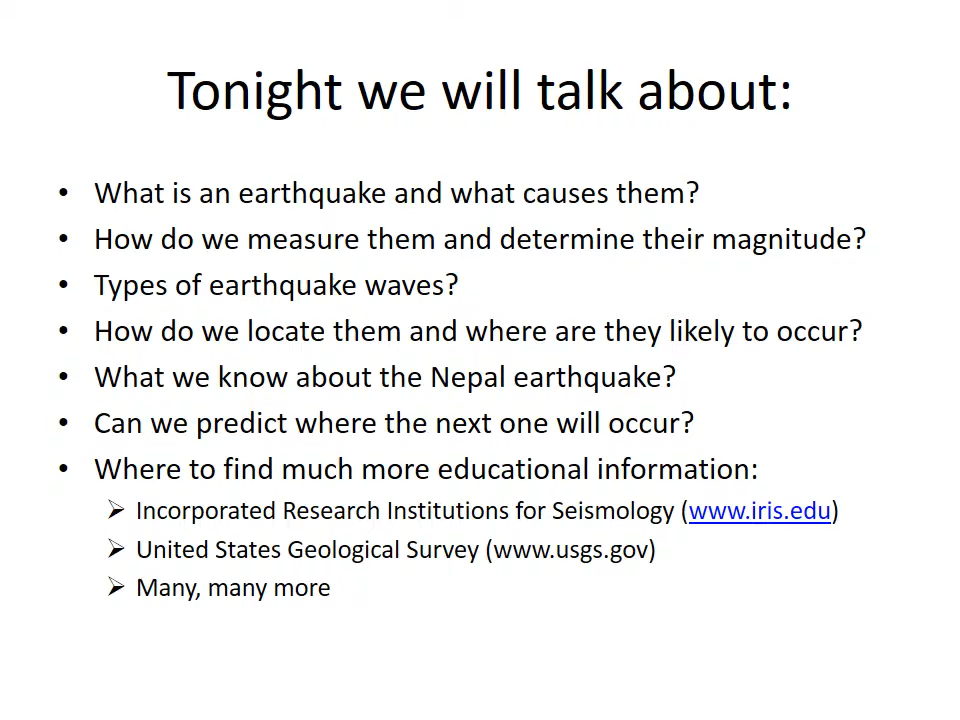 Tonight we will talk about:
• What is an earthquake and what causes them?
• How do we measure them and determine their magnitude?
• Types of earthquake waves?
• How do we locate them and where are they likely to occur?
• What we know about the Nepal earthquake?
• Can we predict where the next one will occur?
• Where to find much more educational information:
➢ Incorporated Research Institutions for Seismology (www.iris.edu)
➢ United States Geological Survey (www.usgs.gov)
➢ Many, many more